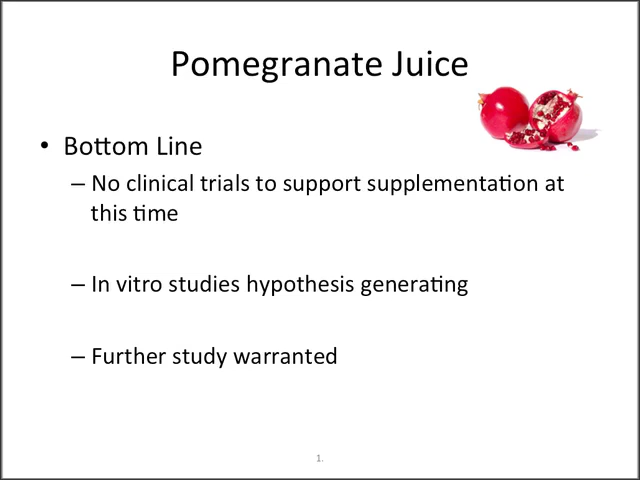 Pomegranate Juice
• Bottom Line
– No clinical trials to support supplementation at
this time
– In vitro studies hypothesis generating
– Further study warranted
1.